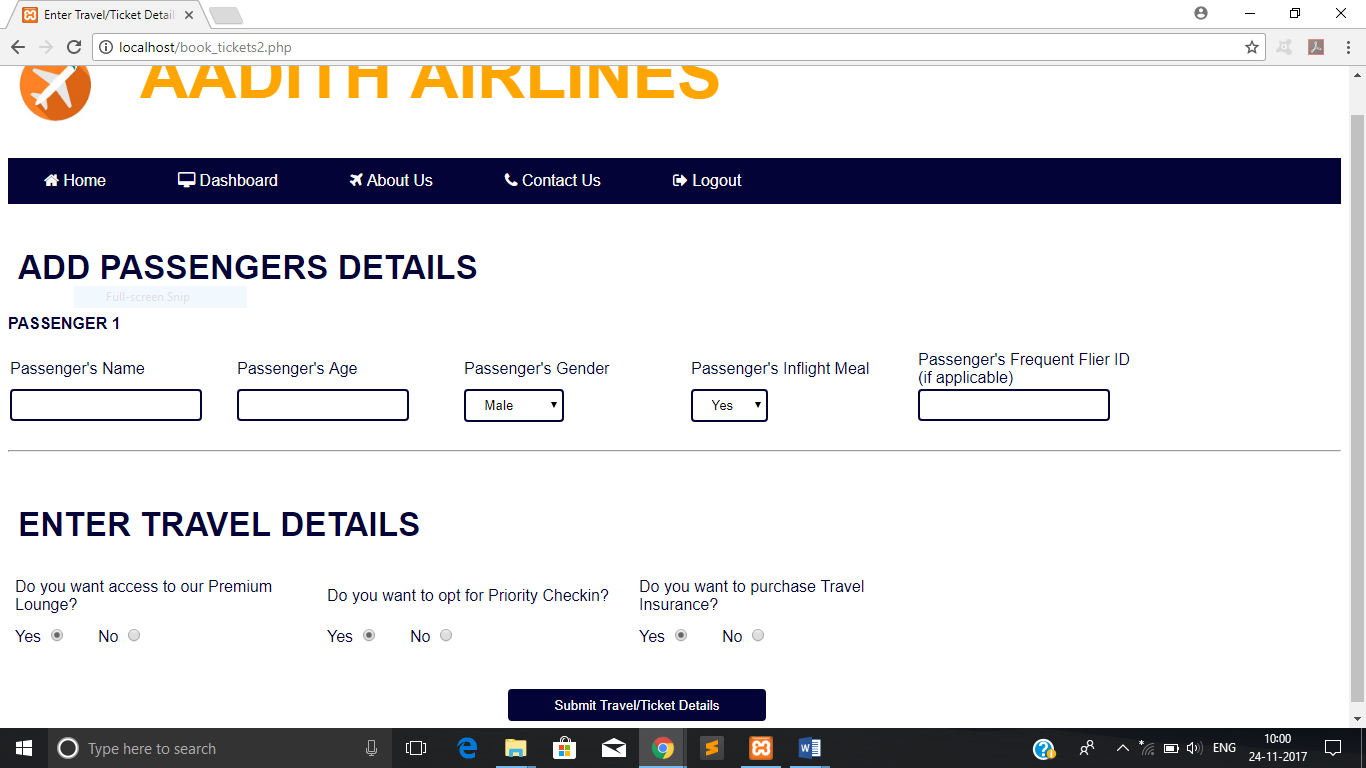 Enter Travel/Ticket Detail
localhost/book_tickets2.php
AADITH AIRLINES
Home Dashboard About Us Contact Us Logout
ADD PASSENGERS DETAILS
Full-screen Snip
PASSENGER 1
Passenger's Name Passenger's Age Passenger's Gender Passenger's Inflight Meal Passenger's Frequent Flier ID
(if applicable)
Male Yes
ENTER TRAVEL DETAILS
Do you want access to our Premium
Lounge?
Do you want to opt for Priority Checkin?
Do you want to purchase Travel
Insurance?
Yes No Yes No Yes No
Submit Travel/Ticket Details
Type here to search
ENG
10:00
24-11-2017